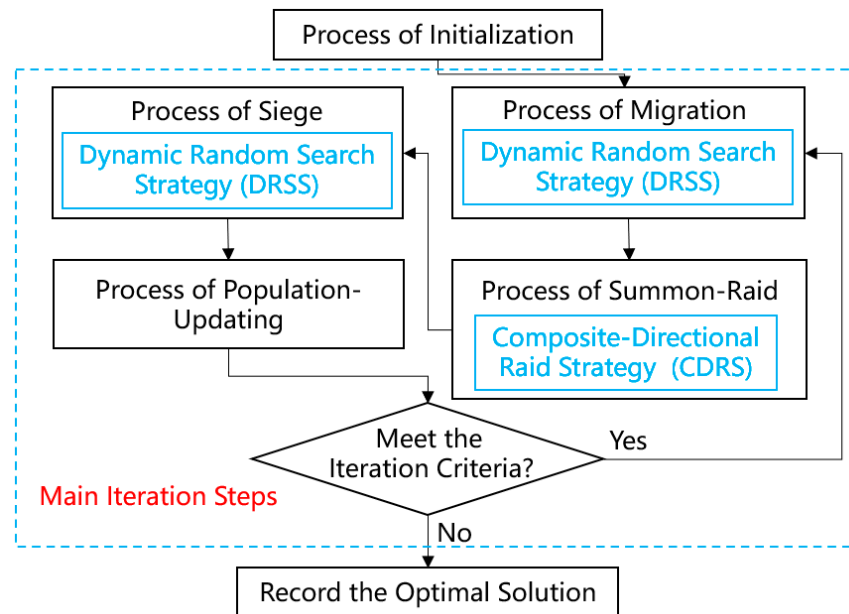 Process of Initialization
Process of Siege
Dynamic Random Search
Strategy (DRSS)
Process of Migration
Dynamic Random Search
Strategy (DRSS)
Process of Population-
Updating
Process of Summon-Raid
Composite-Directional
Raid Strategy (CDRS)
Meet the
Iteration Criteria?
Yes
Main Iteration Steps
No
Record the Optimal Solution